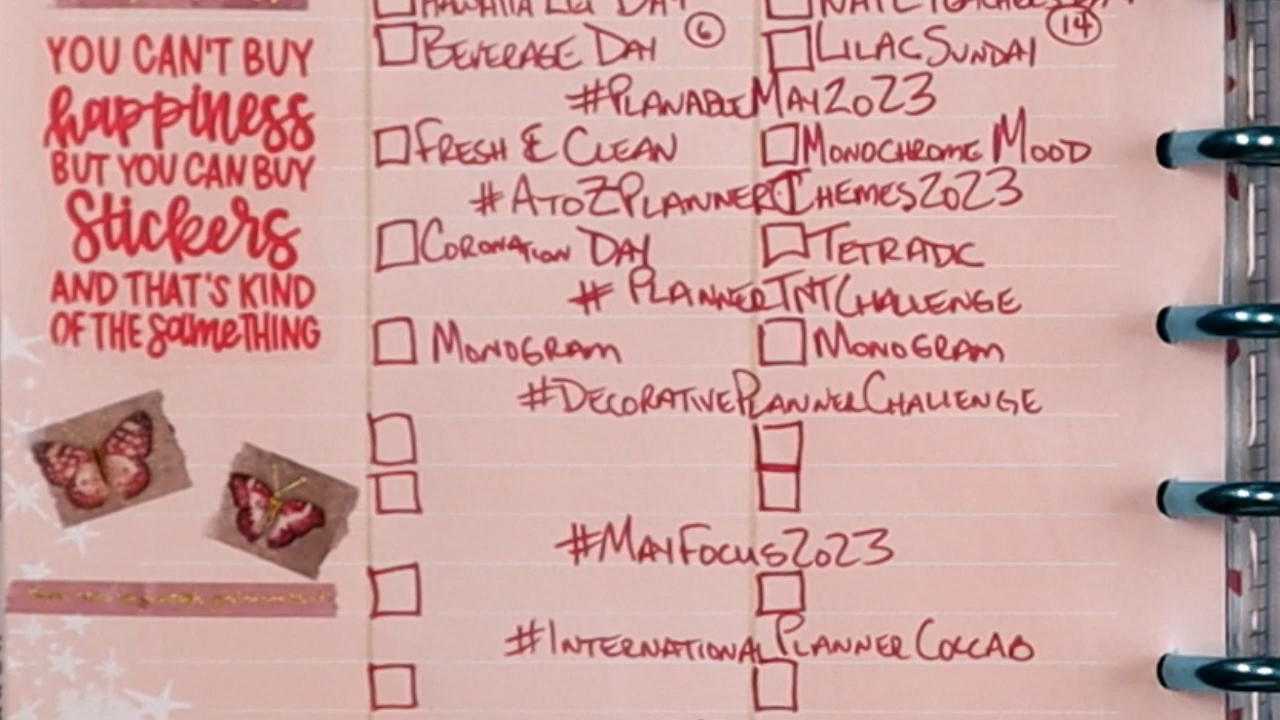 YOU CAN'T BUY
happiness
BUT YOU CAN BUY
Stickers
AND THAT'S KIND
OF THE same THING
BEVERAGE DAY 6
LILAC SUNDAY 14
#PLANABLEMAY2023
FRESH & CLEAN
MONOCHROME MOOD
#ATOZPLANNERTHEMES2023
CORONATION DAY
TETRADIC
# PLANNERTNTCHALLENGE
MONOGRAM
MONOGRAM
#DECORATIVEPLANNERCHALLENGE
#MAYFOCUS2023
#INTERNATIONALPLANNERCOLLAB